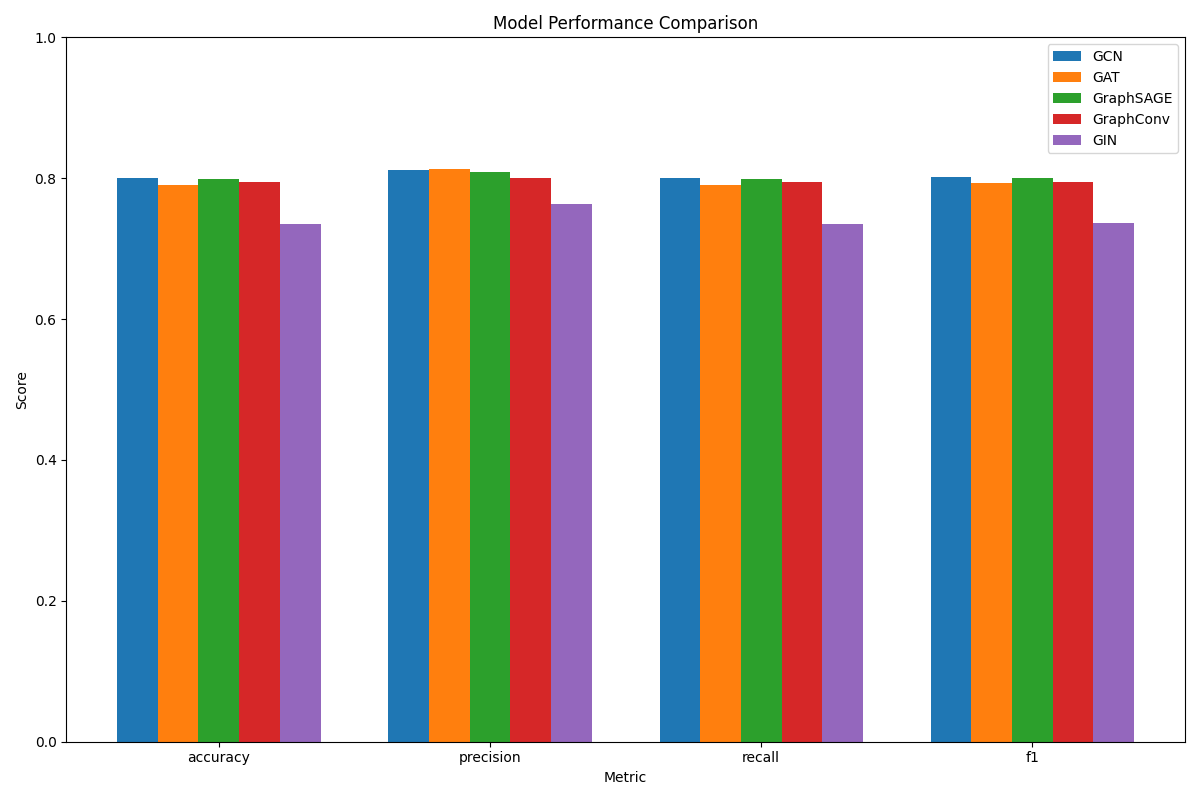 Model Performance Comparison
GCN
GAT
GraphSAGE
GraphConv
GIN
1.0
0.8
0.6
0.4
0.2
0.0
Score
accuracy precision recall f1
Metric